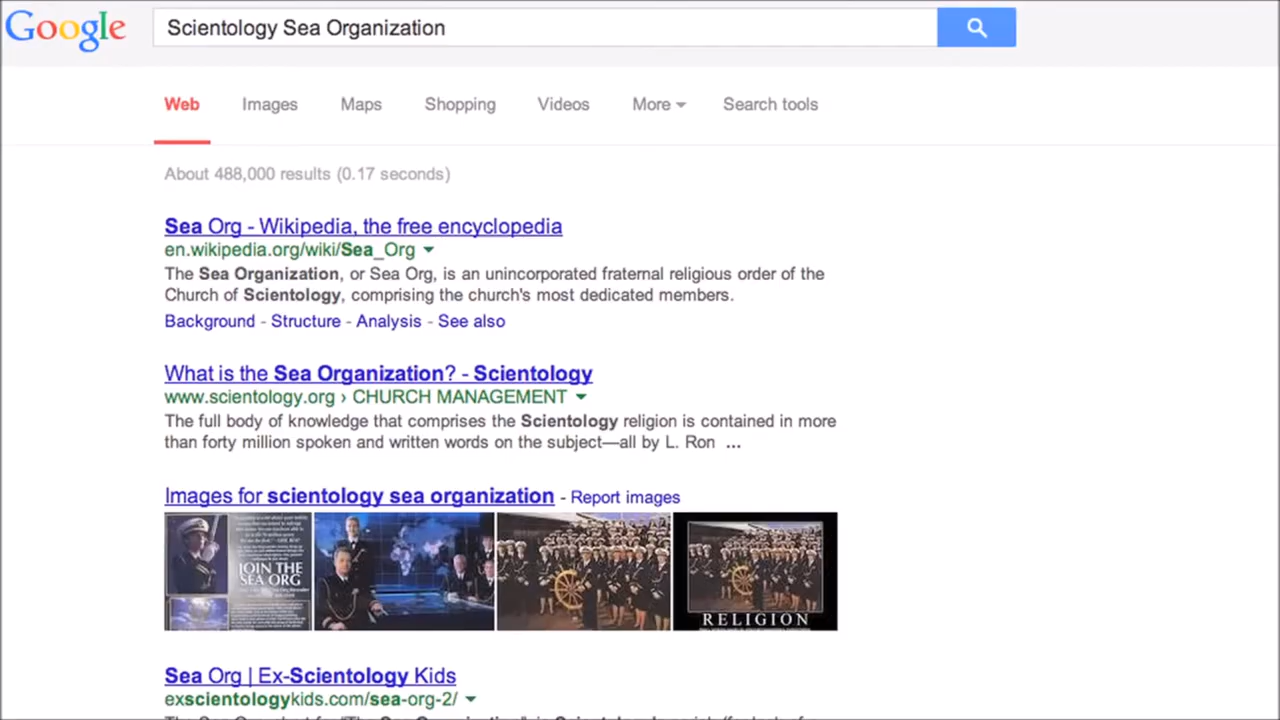 Google Scientology Sea Organization
Web Images Maps Shopping Videos More Search tools
About 488,000 results (0.17 seconds)
Sea Org - Wikipedia, the free encyclopedia
en.wikipedia.org/wiki/Sea_Org
The Sea Organization, or Sea Org, is an unincorporated fraternal religious order of the
Church of Scientology, comprising the church's most dedicated members.
Background - Structure - Analysis - See also
What is the Sea Organization? - Scientology
www.scientology.org › CHURCH MANAGEMENT
The full body of knowledge that comprises the Scientology religion is contained in more
than forty million spoken and written words on the subject—all by L. Ron ...
Images for scientology sea organization - Report images
JOIN THE
SEA ORG
RELIGION
Sea Org | Ex-Scientology Kids
exscientologykids.com/sea-org-2/